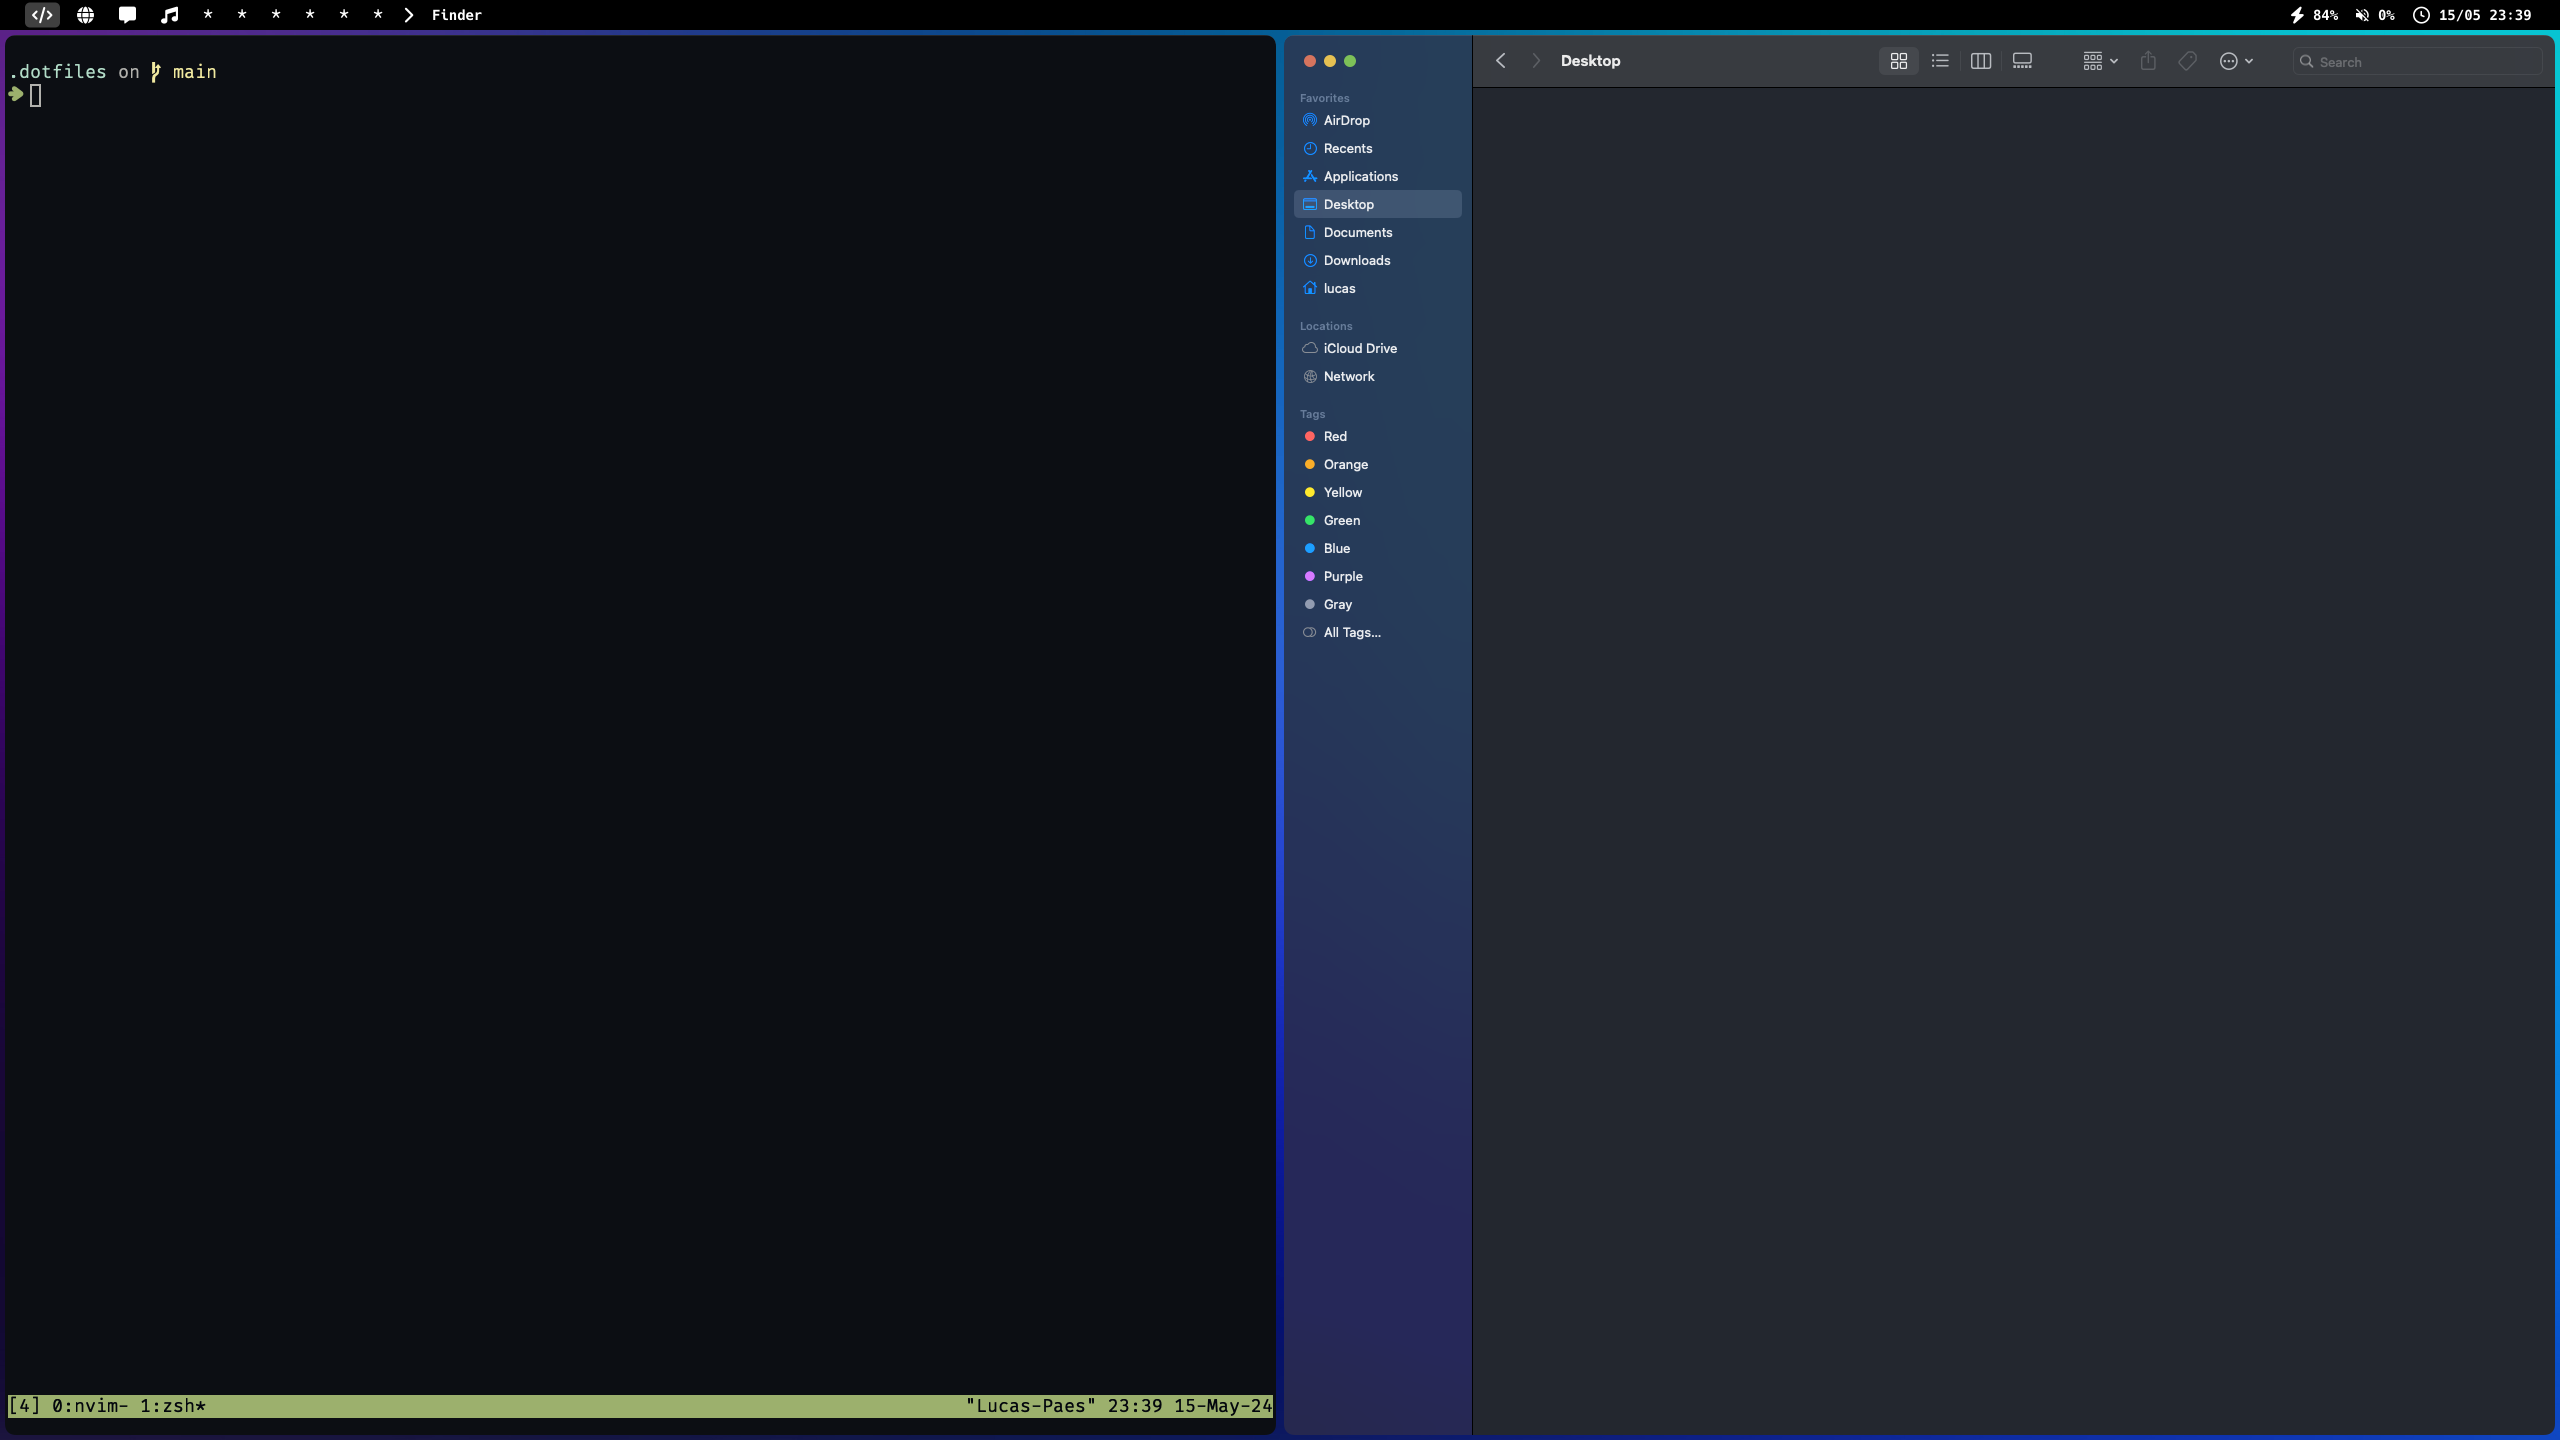 </> * * * * * * > Finder
84% 0% 15/05 23:39
.dotfiles on main
[4] 0:nvim- 1:zsh* "Lucas-Paes" 23:39 15-May-24
Desktop
Search
Favorites
AirDrop
Recents
Applications
Desktop
Documents
Downloads
lucas
Locations
iCloud Drive
Network
Tags
Red
Orange
Yellow
Green
Blue
Purple
Gray
All Tags...